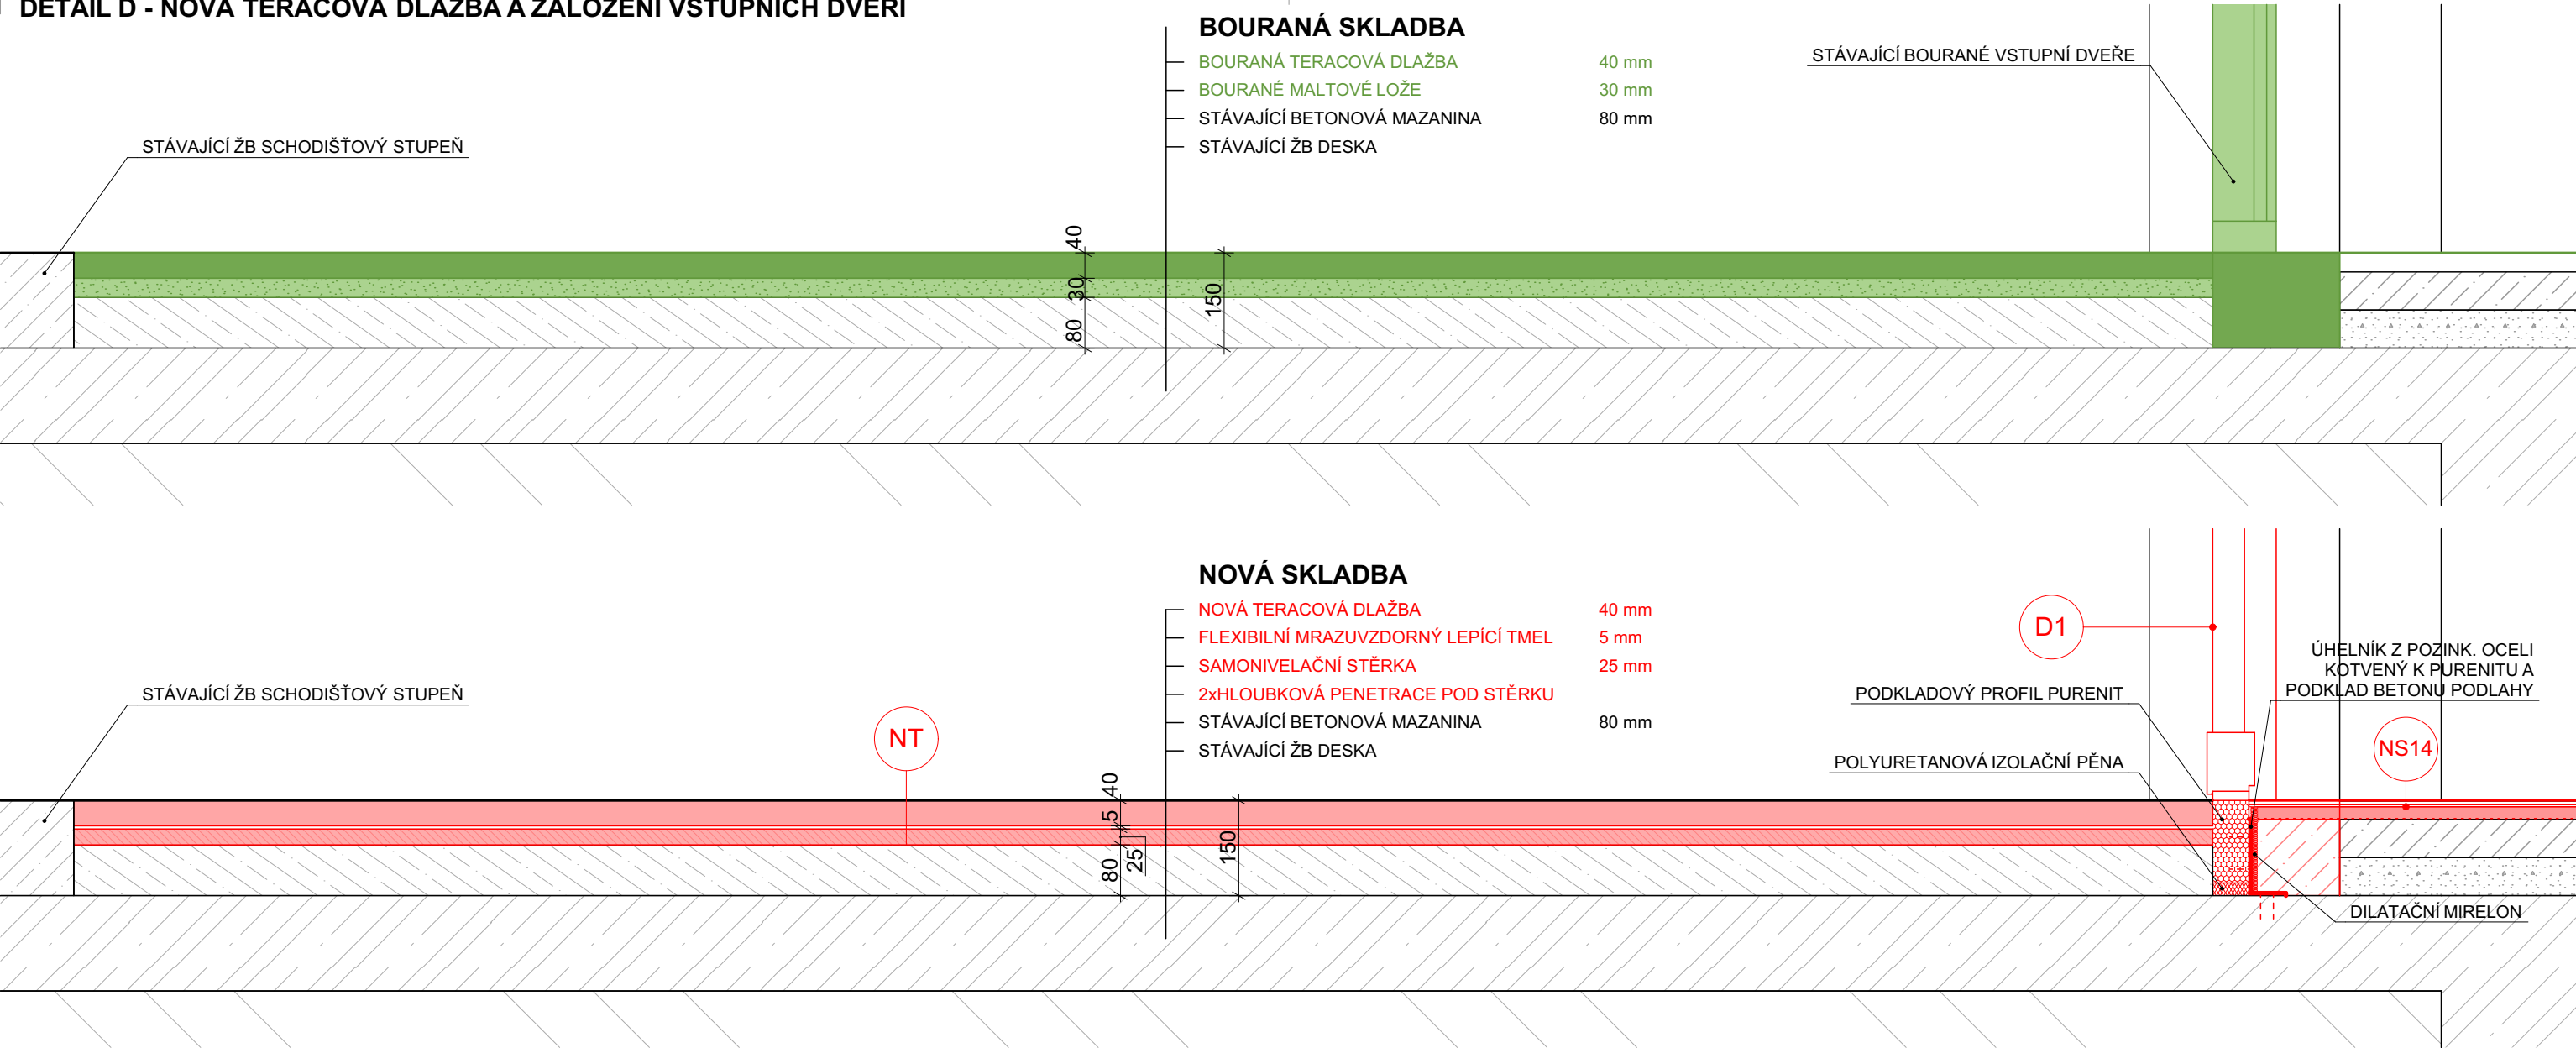 DETAIL D - NOVÁ TERACOVÁ DLAŽBA A ZALOŽENÍ VSTUPNÍCH DVEŘÍ
BOURANÁ SKLADBA
BOURANÁ TERACOVÁ DLAŽBA 40 mm
BOURANÉ MALTOVÉ LOŽE 30 mm
STÁVAJÍCÍ BETONOVÁ MAZANINA 80 mm
STÁVAJÍCÍ ŽB DESKA
STÁVAJÍCÍ BOURANÉ VSTUPNÍ DVEŘE
STÁVAJÍCÍ ŽB SCHODIŠŤOVÝ STUPEŇ
40
30
80
150
NOVÁ SKLADBA
NOVÁ TERACOVÁ DLAŽBA 40 mm
FLEXIBILNÍ MRAZUVZDORNÝ LEPÍCÍ TMEL 5 mm
SAMONIVELAČNÍ STĚRKA 25 mm
2xHLOUBKOVÁ PENETRACE POD STĚRKU
STÁVAJÍCÍ BETONOVÁ MAZANINA 80 mm
STÁVAJÍCÍ ŽB DESKA
STÁVAJÍCÍ ŽB SCHODIŠŤOVÝ STUPEŇ
NT
40
5
25
80
150
D1
ÚHELNÍK Z POZINK. OCELI
KOTVENÝ K PURENITU A
PODKLAD BETONU PODLAHY
PODKLADOVÝ PROFIL PURENIT
NS14
POLYURETANOVÁ IZOLAČNÍ PĚNA
DILATAČNÍ MIRELON